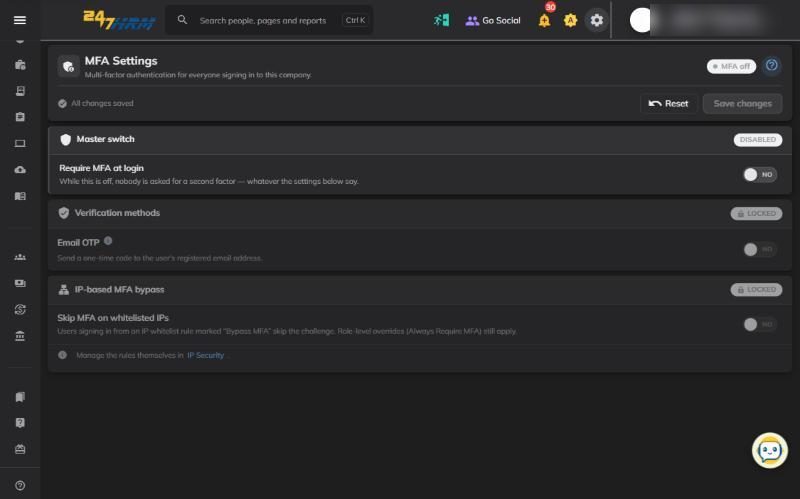 247HRM
Search people, pages and reports
Ctrl K
Go Social
30
A
MFA Settings
Multi-factor authentication for everyone signing in to this company.
MFA off
All changes saved
Reset
Save changes
Master switch
DISABLED
Require MFA at login
While this is off, nobody is asked for a second factor — whatever the settings below say.
NO
Verification methods
LOCKED
Email OTP
Send a one-time code to the user's registered email address.
NO
IP-based MFA bypass
LOCKED
Skip MFA on whitelisted IPs
Users signing in from an IP whitelist rule marked "Bypass MFA" skip the challenge. Role-level overrides (Always Require MFA) still apply.
NO
Manage the rules themselves in IP Security .